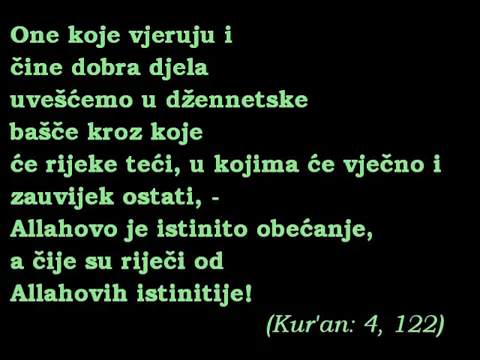 One koje vjeruju i
čine dobra djela
uvešćemo u džennetske
bašče kroz koje
će rijeke teći, u kojima će vječno i
zauvijek ostati, -
Allahovo je istinito obećanje,
a čije su riječi od
Allahovih istinitije!
(Kur'an: 4, 122)